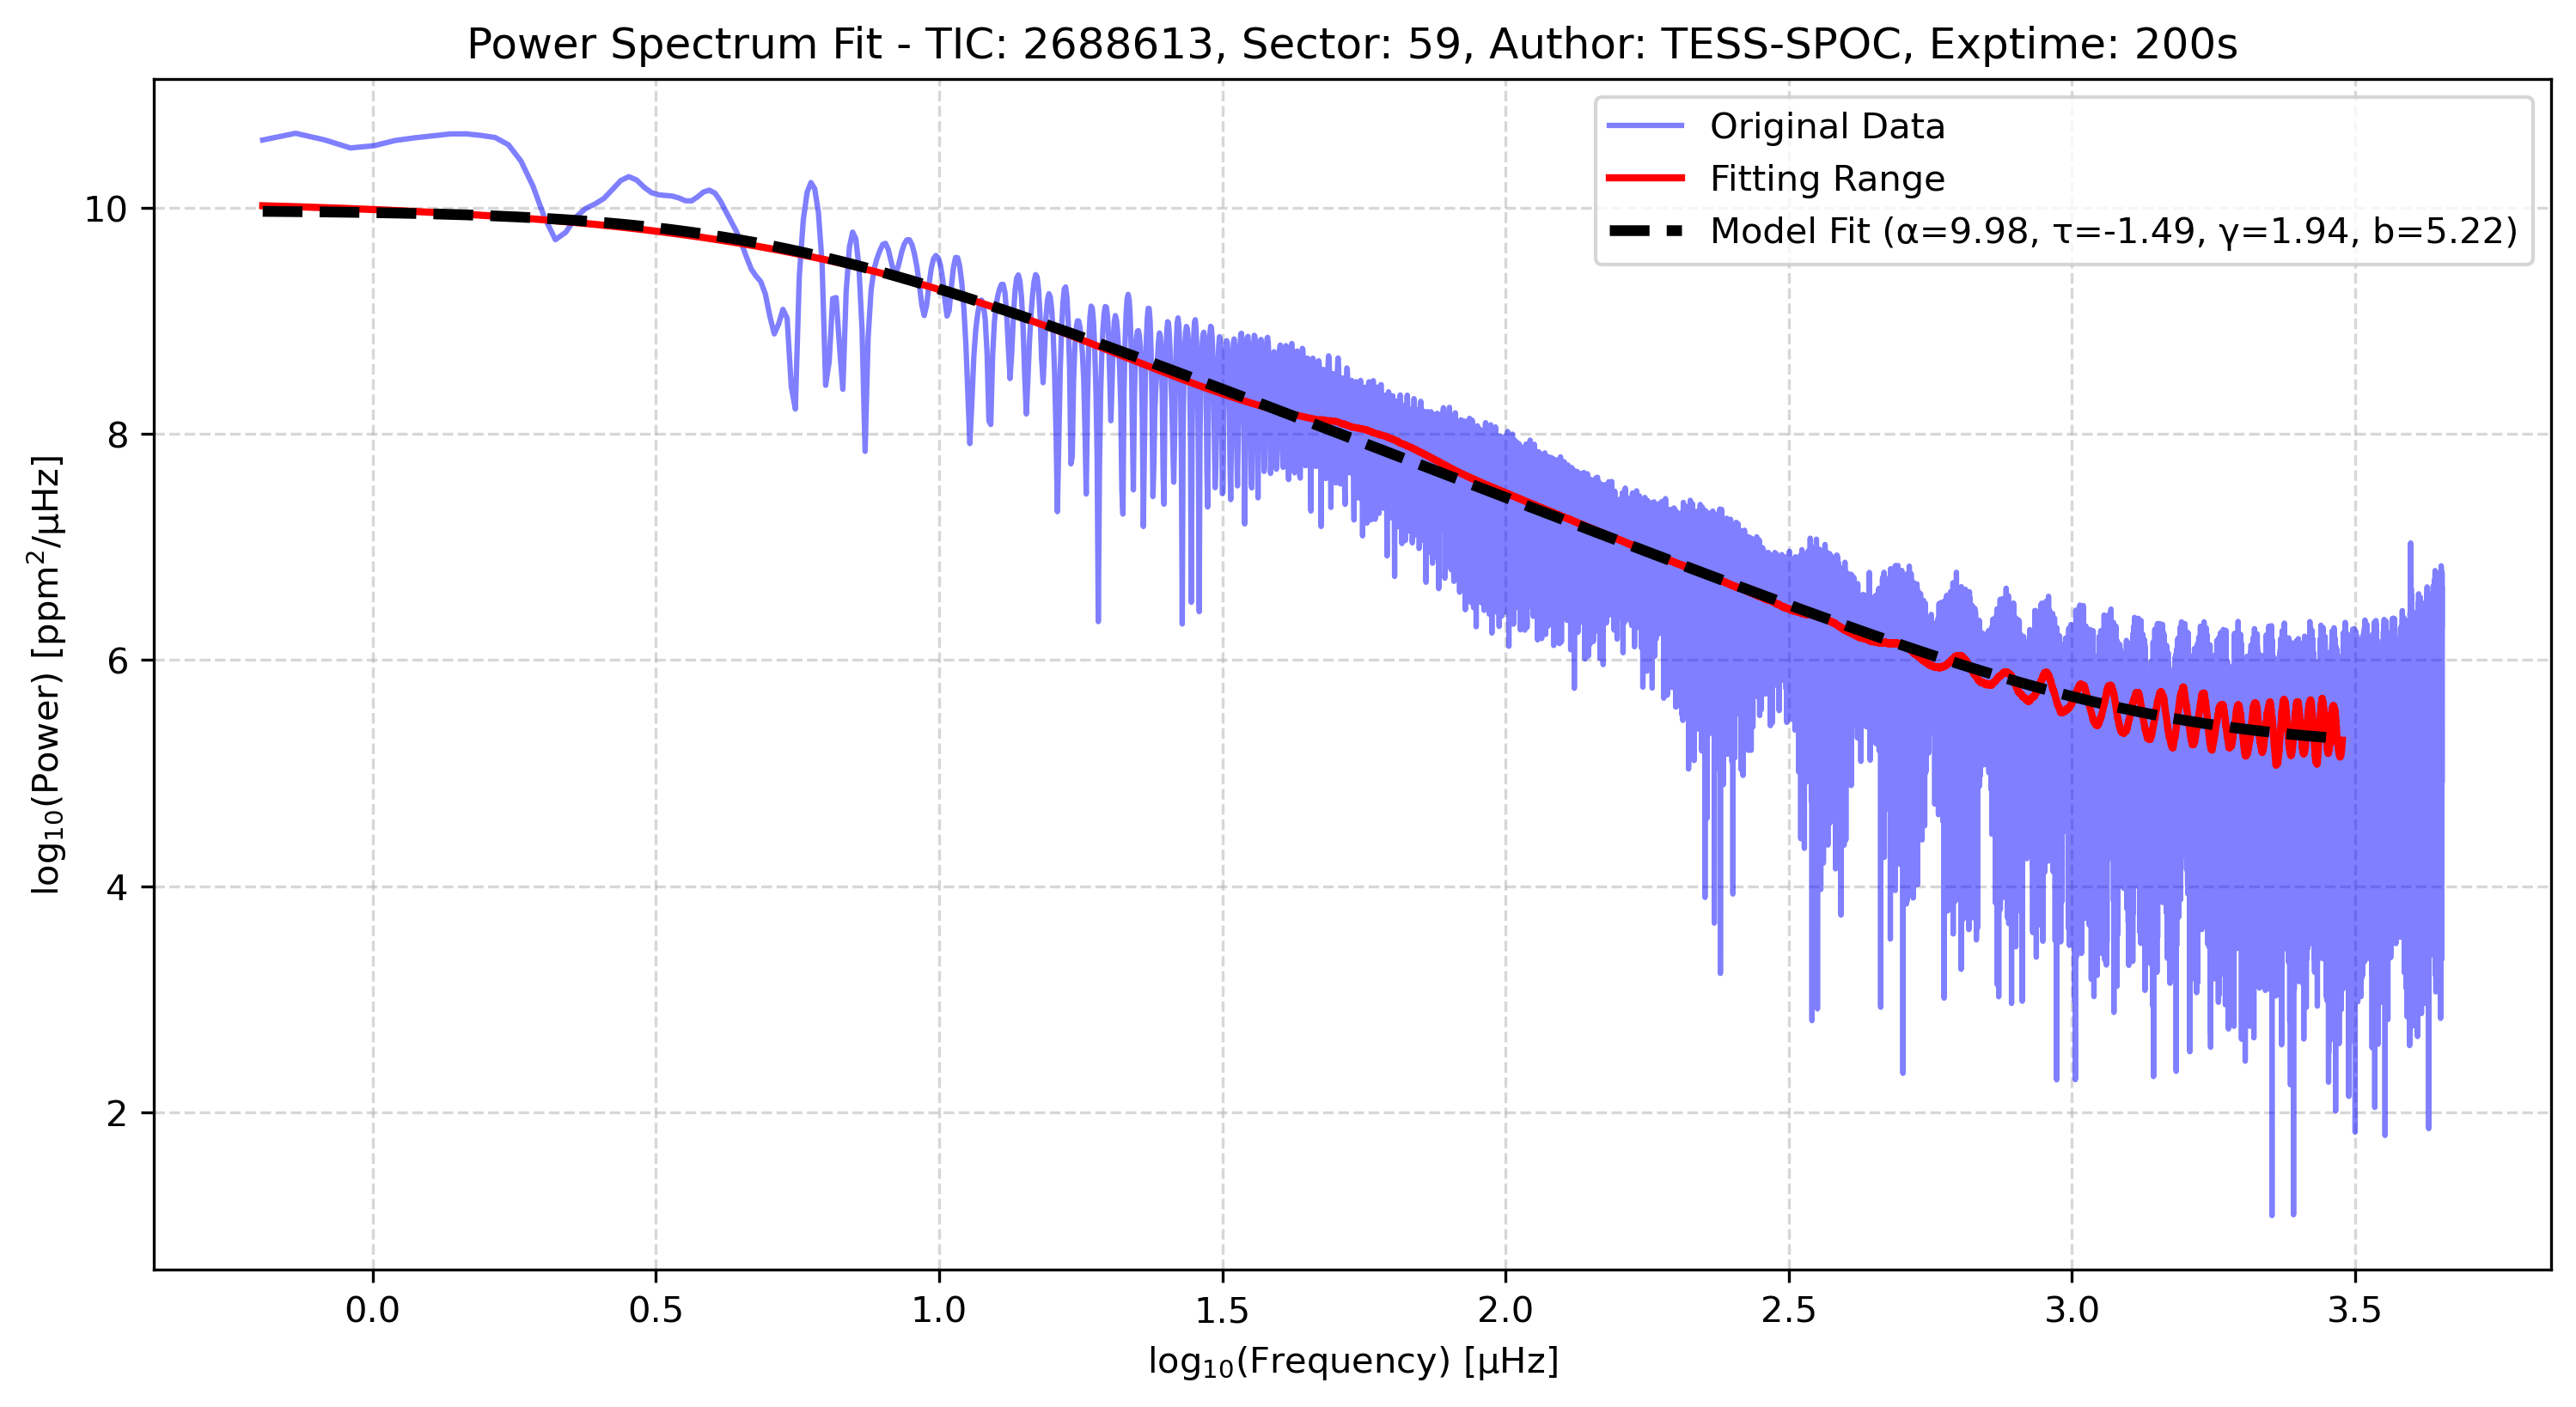 Power Spectrum Fit - TIC: 2688613, Sector: 59, Author: TESS-SPOC, Exptime: 200s
Original Data
Fitting Range
Model Fit (α=9.98, τ=-1.49, γ=1.94, b=5.22)
log₁₀(Power) [ppm²/μHz]
10
8
6
4
2
0.0 0.5 1.0 1.5 2.0 2.5 3.0 3.5
log₁₀(Frequency) [μHz]